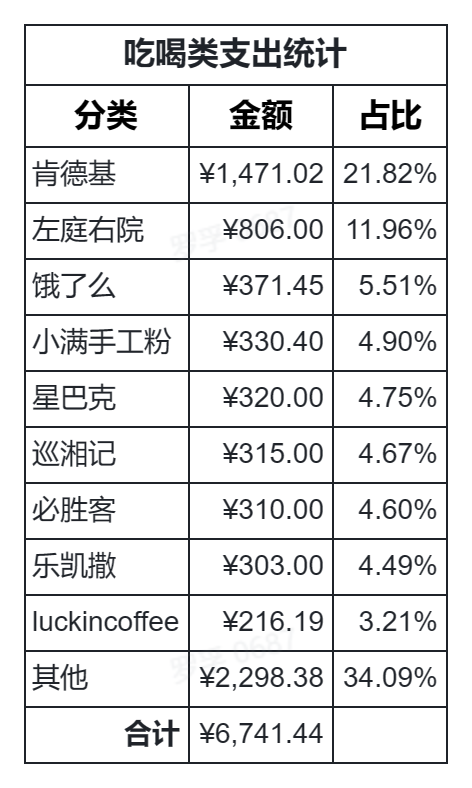 吃喝类支出统计
分类 金额 占比
肯德基 ¥1,471.02 21.82%
左庭右院 ¥806.00 11.96%
饿了么 ¥371.45 5.51%
小满手工粉 ¥330.40 4.90%
星巴克 ¥320.00 4.75%
巡湘记 ¥315.00 4.67%
必胜客 ¥310.00 4.60%
乐凯撒 ¥303.00 4.49%
luckincoffee ¥216.19 3.21%
其他 ¥2,298.38 34.09%
合计 ¥6,741.44
罗孚 0687